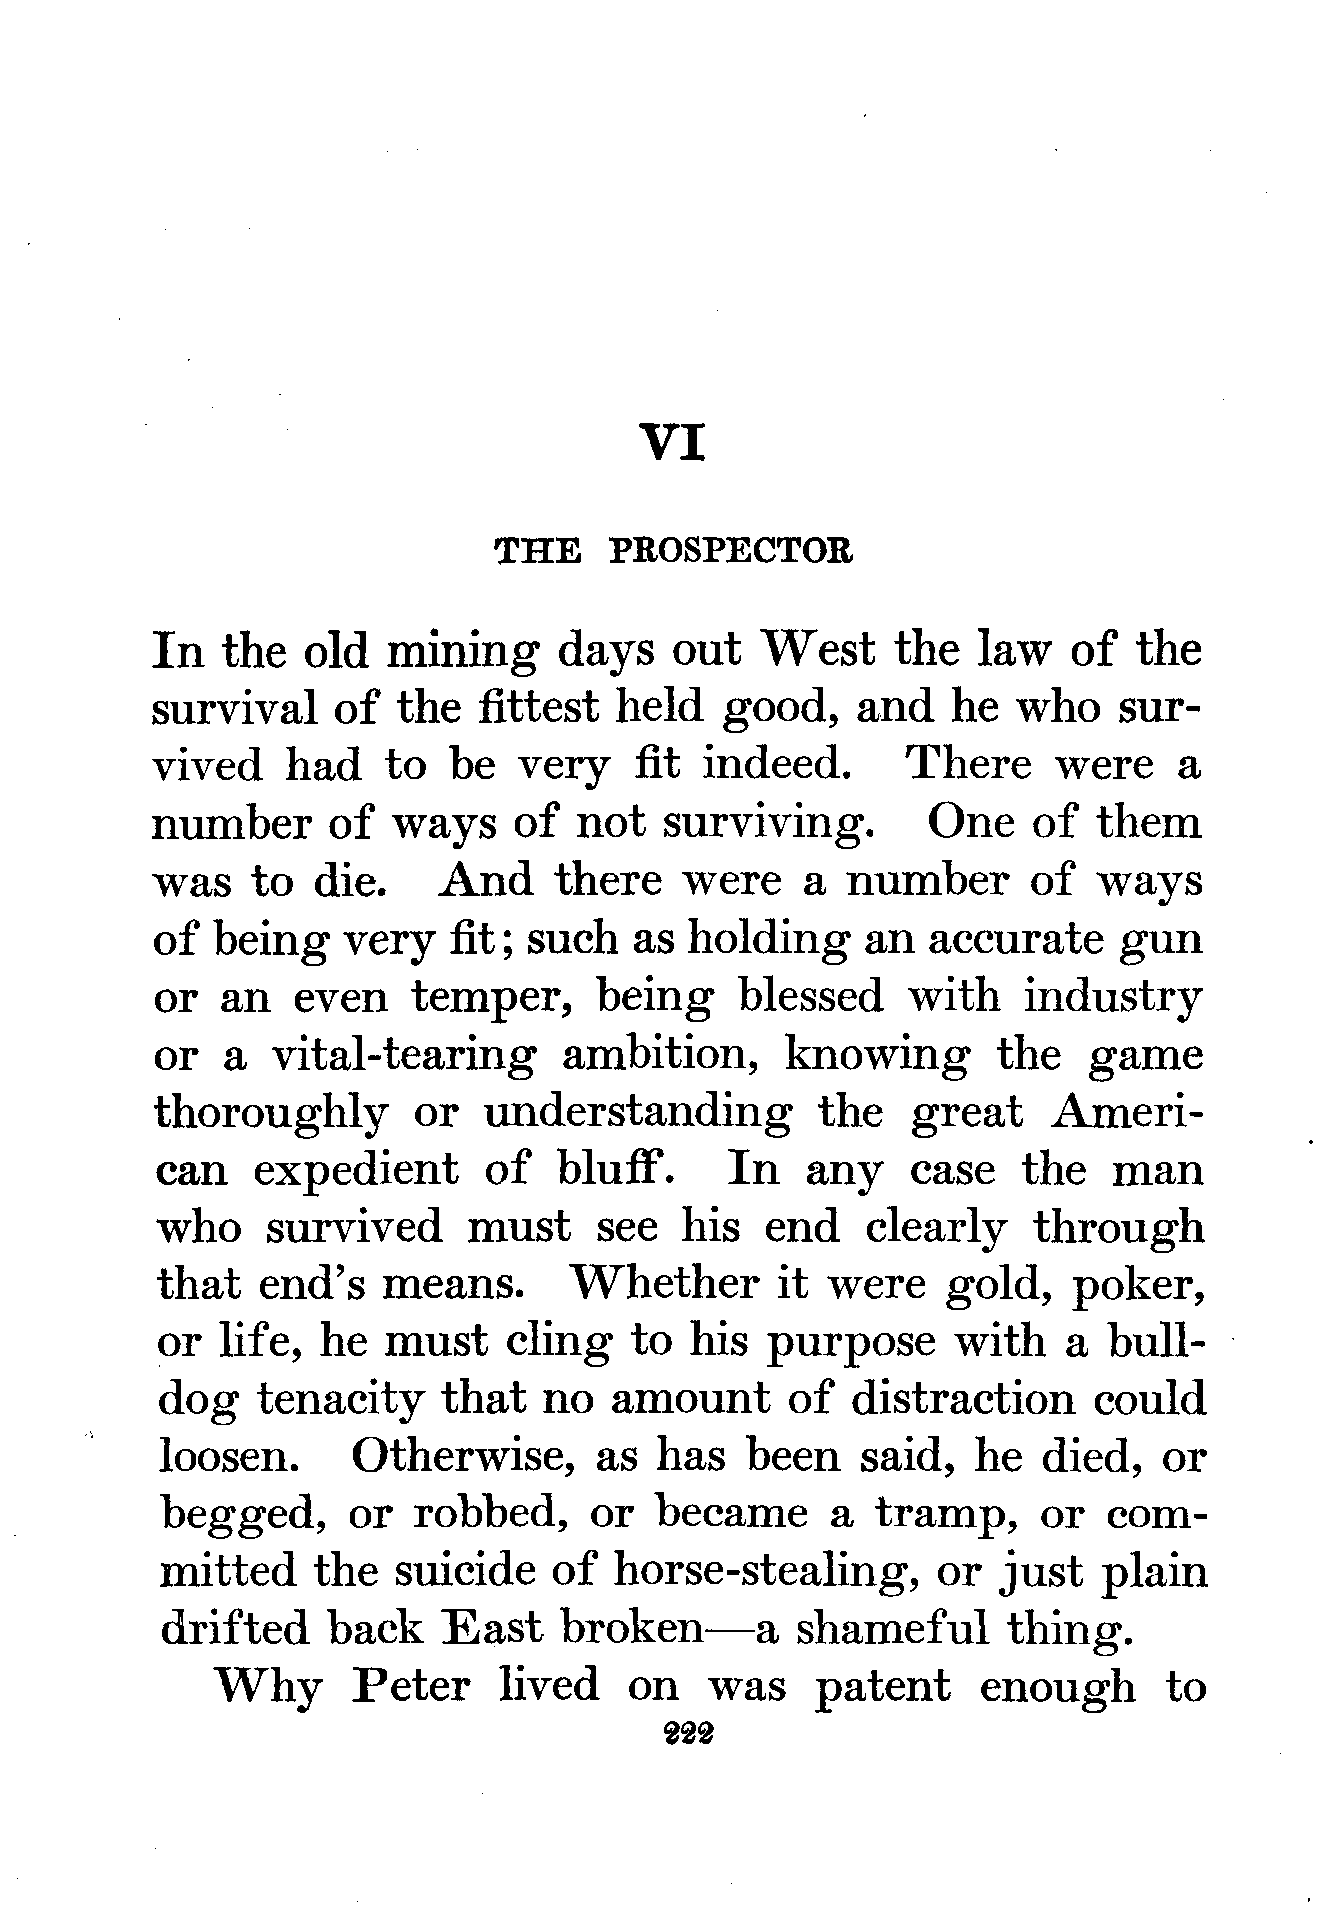 VI
THE PROSPECTOR
In the old mining days out West the law of the
survival of the fittest held good, and he who sur-
vived had to be very fit indeed. There were a
number of ways of not surviving. One of them
was to die. And there were a number of ways
of being very fit; such as holding an accurate gun
or an even temper, being blessed with industry
or a vital-tearing ambition, knowing the game
thoroughly or understanding the great Ameri-
can expedient of bluff. In any case the man
who survived must see his end clearly through
that end's means. Whether it were gold, poker,
or life, he must cling to his purpose with a bull-
dog tenacity that no amount of distraction could
loosen. Otherwise, as has been said, he died, or
begged, or robbed, or became a tramp, or com-
mitted the suicide of horse-stealing, or just plain
drifted back East broken—a shameful thing.
Why Peter lived on was patent enough to
222